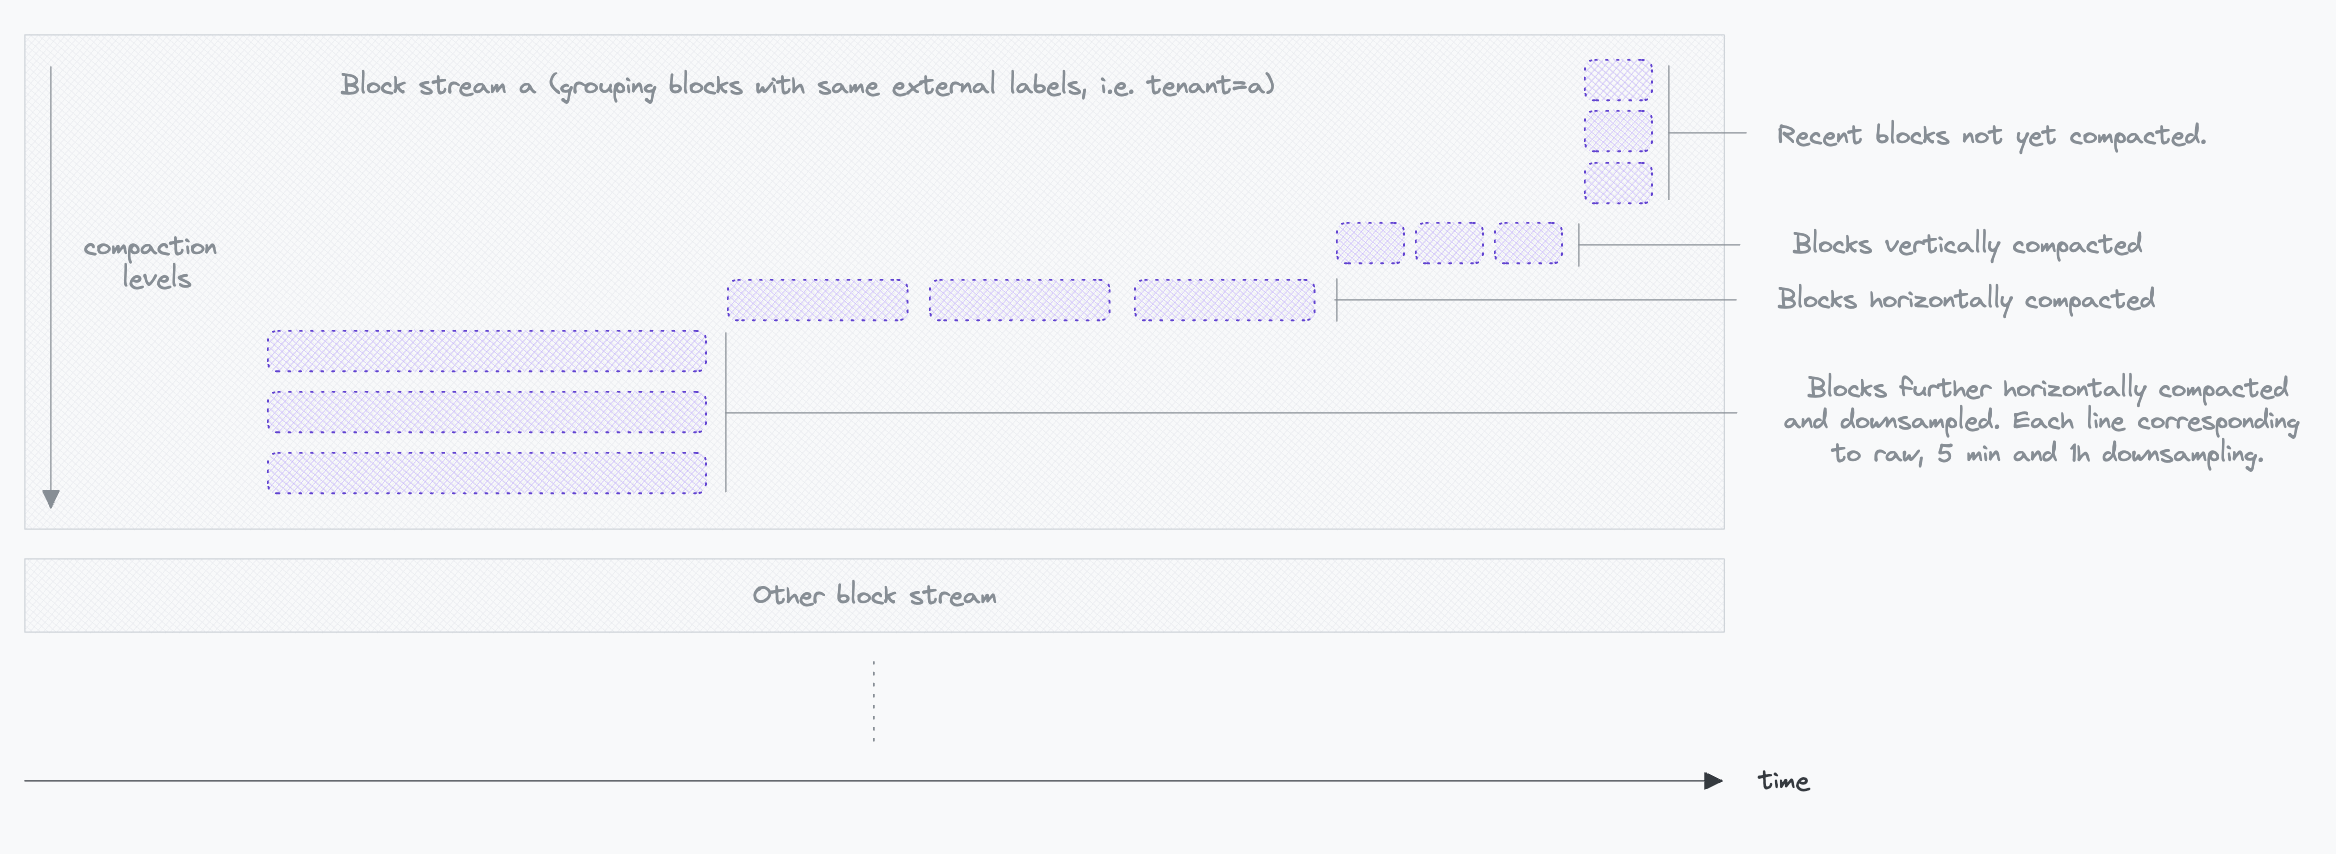 Block stream a (grouping blocks with same external labels, i.e. tenant=a)
Recent blocks not yet compacted.
compaction
levels
Blocks vertically compacted
Blocks horizontally compacted
Blocks further horizontally compacted
and downsampled. Each line corresponding
to raw, 5 min and 1h downsampling.
Other block stream
time